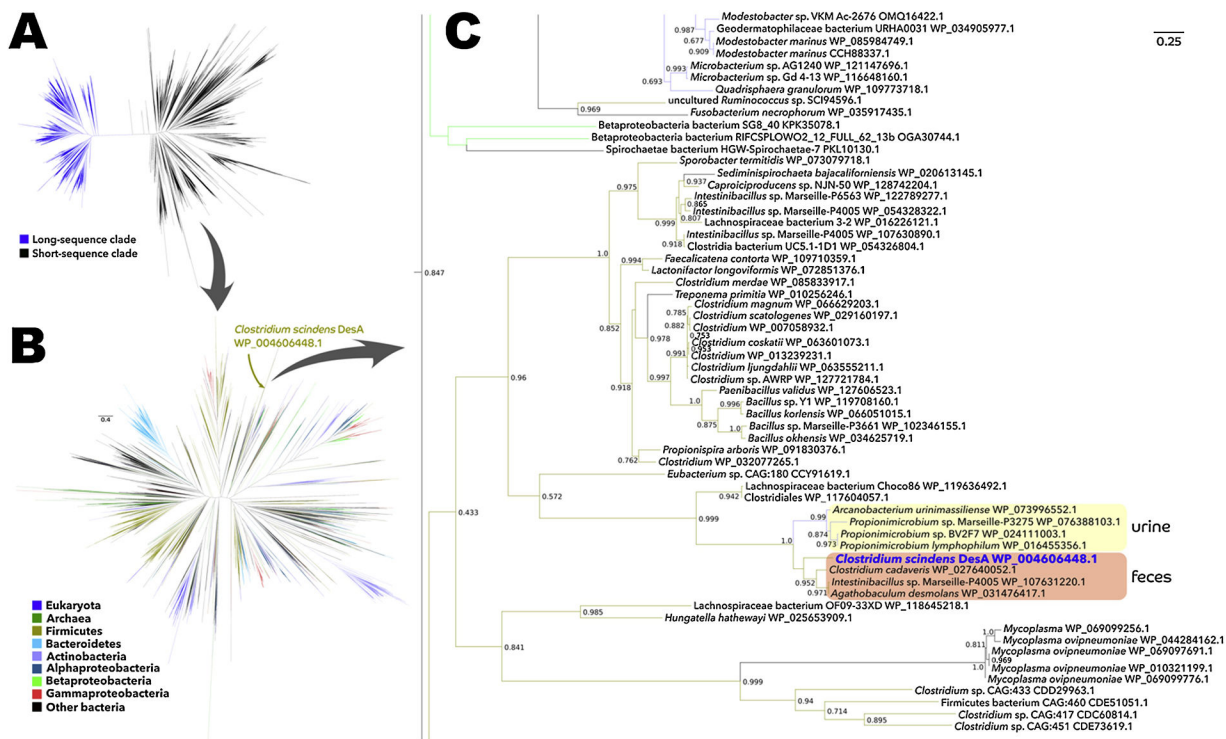 A
Long-sequence clade
Short-sequence clade
B
Clostridium scindens DesA
WP_004606448.1
0.4
Eukaryota
Archaea
Firmicutes
Bacteroidetes
Actinobacteria
Alphaproteobacteria
Betaproteobacteria
Gammaproteobacteria
Other bacteria
C
0.25
Modestobacter sp. VKM Ac-2676 OMQ16422.1
0.987
Geodermatophilaceae bacterium URHA0031 WP_034905977.1
0.677
Modestobacter marinus WP_085984749.1
0.909
Modestobacter marinus CCH87337.1
0.993
Microbacterium sp. AG1240 WP_121147696.1
Microbacterium sp. Gd 4-13 WP_116648160.1
0.693
Quadrisphaera granulorum WP_109773718.1
uncultured Ruminococcus sp. SCI94596.1
0.969
Fusobacterium necrophorum WP_035917435.1
Betaproteobacteria bacterium SG8_40 KPK35078.1
Betaproteobacteria bacterium RIFCSPLOWO2_12_FULL_62_13b OGA30744.1
Spirochaetae bacterium HGW-Spirochaetae-7 PKL10130.1
Sporobacter termitidis WP_073079718.1
0.975
Sediminispirochaeta bajacaliforniensis WP_020613145.1
0.937
Caproiciproducens sp. NJN-50 WP_128742204.1
Intestinibacillus sp. Marseille-P6563 WP_122789277.1
0.865
Intestinibacillus sp. Marseille-P4005 WP_054328322.1
0.807
0.999
Lachnospiraceae bacterium 3-2 WP_016226121.1
Intestinibacillus sp. Marseille-P4005 WP_107630890.1
0.918
Clostridia bacterium UC5.1-1D1 WP_054326804.1
1.0
0.994
Faecalicatena contorta WP_109710359.1
Lactonifactor longoviformis WP_072851376.1
0.847
Clostridium merdae WP_085833917.1
Treponema primitia WP_010256246.1
Clostridium magnum WP_066629203.1
0.785
Clostridium scatologenes WP_029160197.1
0.882
Clostridium WP_007058932.1
0.852
0.753
0.978
Clostridium coskatii WP_063601073.1
0.953
0.991
Clostridium WP_013239231.1
Clostridium ljungdahlii WP_063555211.1
0.96
0.997
Clostridium sp. AWRP WP_127721784.1
0.918
Paenibacillus validus WP_127606523.1
1.0
0.996
Bacillus sp. Y1 WP_119708160.1
Bacillus korlensis WP_066051015.1
0.875
1.0
Bacillus sp. Marseille-P3661 WP_102346155.1
Bacillus okhensis WP_034625719.1
Propionispira arboris WP_091830376.1
0.762
Clostridium WP_032077265.1
Eubacterium sp. CAG:180 CCY91619.1
0.572
Lachnospiraceae bacterium Choco86 WP_119636492.1
0.942
Clostridiales WP_117604057.1
0.433
0.999
Arcanobacterium urinimassiliense WP_073996552.1
0.99
Propionimicrobium sp. Marseille-P3275 WP_076388103.1
0.874
Propionimicrobium sp. BV2F7 WP_024111003.1
0.973
Propionimicrobium lymphophilum WP_016455356.1
urine
1.0
Clostridium scindens DesA WP_004606448.1
Clostridium cadaveris WP_027640052.1
0.952
Intestinibacillus sp. Marseille-P4005 WP_107631220.1
0.971
Agathobaculum desmolans WP_031476417.1
feces
Lachnospiraceae bacterium OF09-33XD WP_118645218.1
0.985
Hungatella hathewayi WP_025653909.1
0.841
Mycoplasma WP_069099256.1
1.0
Mycoplasma ovipneumoniae WP_044284162.1
0.811
Mycoplasma ovipneumoniae WP_069097691.1
0.969
1.0
Mycoplasma ovipneumoniae WP_010321199.1
Mycoplasma ovipneumoniae WP_069099776.1
0.999
Clostridium sp. CAG:433 CDD29963.1
0.94
Firmicutes bacterium CAG:460 CDE51051.1
0.714
Clostridium sp. CAG:417 CDC60814.1
0.895
Clostridium sp. CAG:451 CDE73619.1